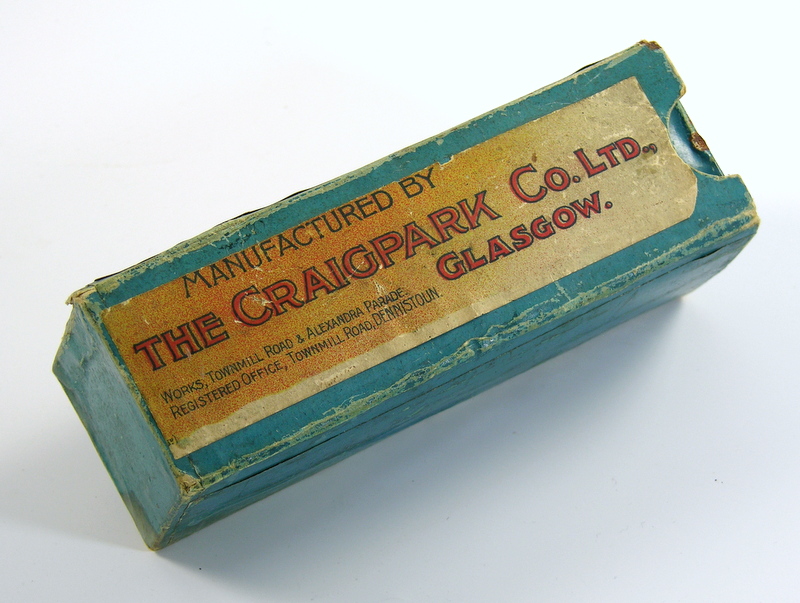 MANUFACTURED BY
THE CRAIGPARK CO. LTD.,
GLASGOW.
WORKS, TOWNMILL ROAD & ALEXANDRA PARADE.
REGISTERED OFFICE, TOWNMILL ROAD, DENNISTOUN.